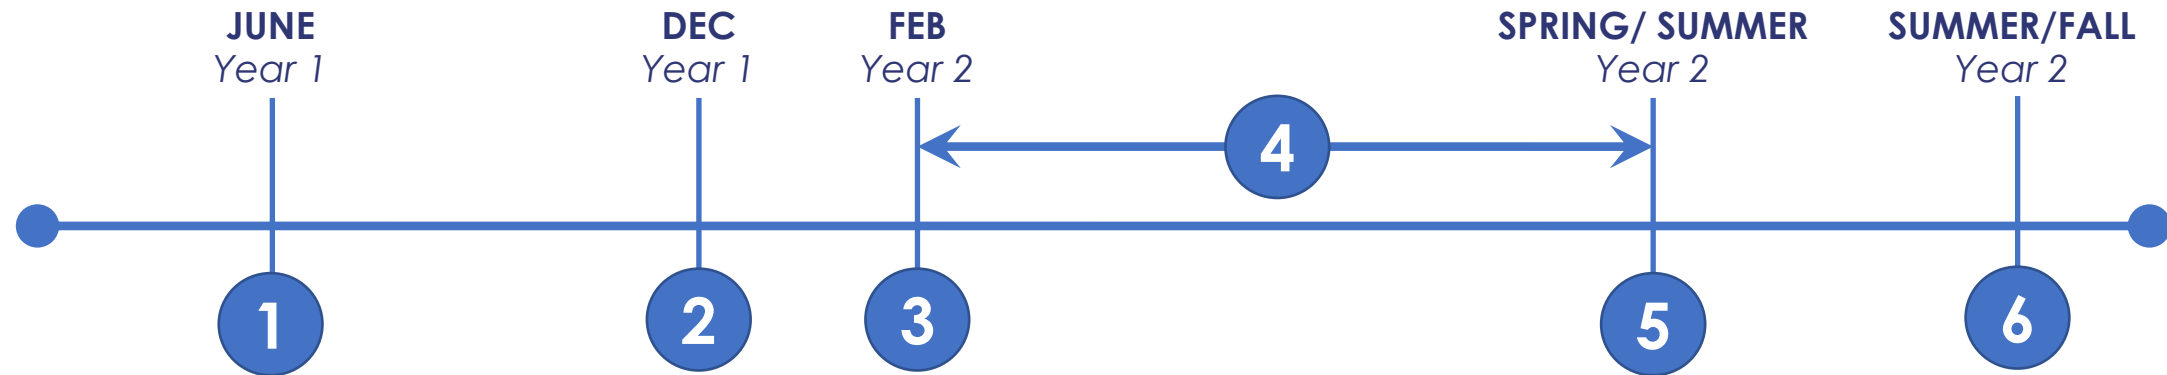 JUNE
Year 1
DEC
Year 1
FEB
Year 2
SPRING/ SUMMER
Year 2
SUMMER/FALL
Year 2
4
1
2
3
5
6